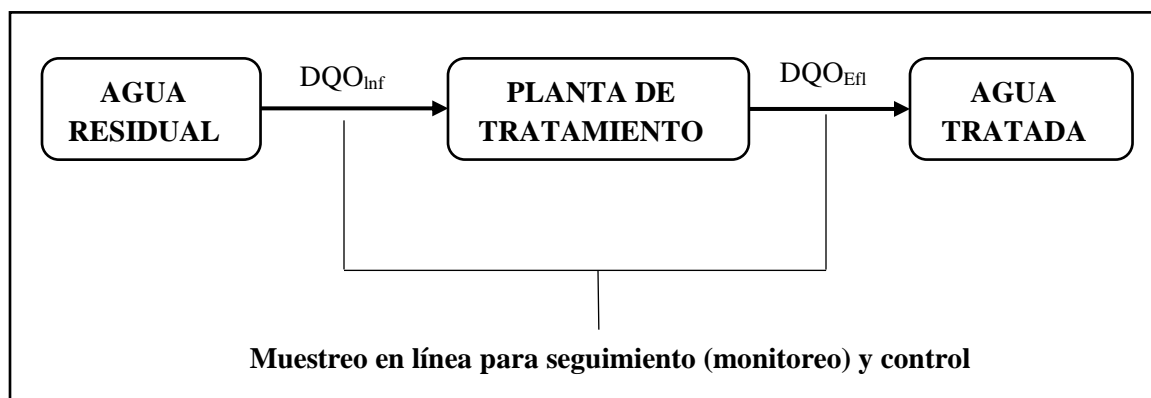 AGUA
RESIDUAL
DQOInf
PLANTA DE
TRATAMIENTO
DQOEfl
AGUA
TRATADA
Muestreo en línea para seguimiento (monitoreo) y control